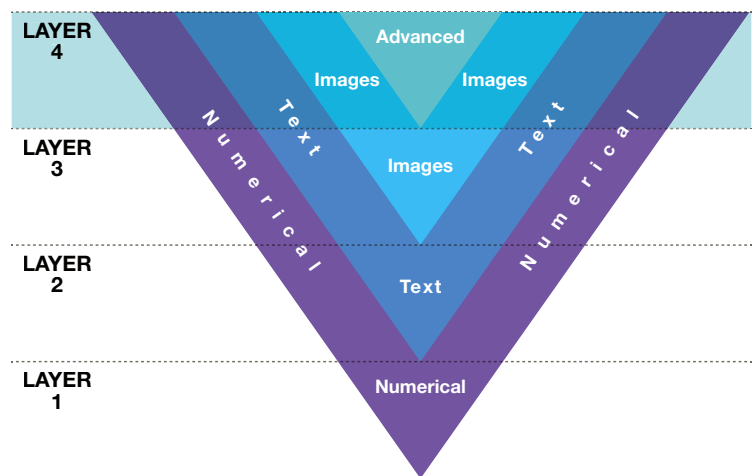 LAYER
4
Advanced
Images
Images
Text
Text
Numerical
Numerical
LAYER
3
Images
LAYER
2
Text
LAYER
1
Numerical